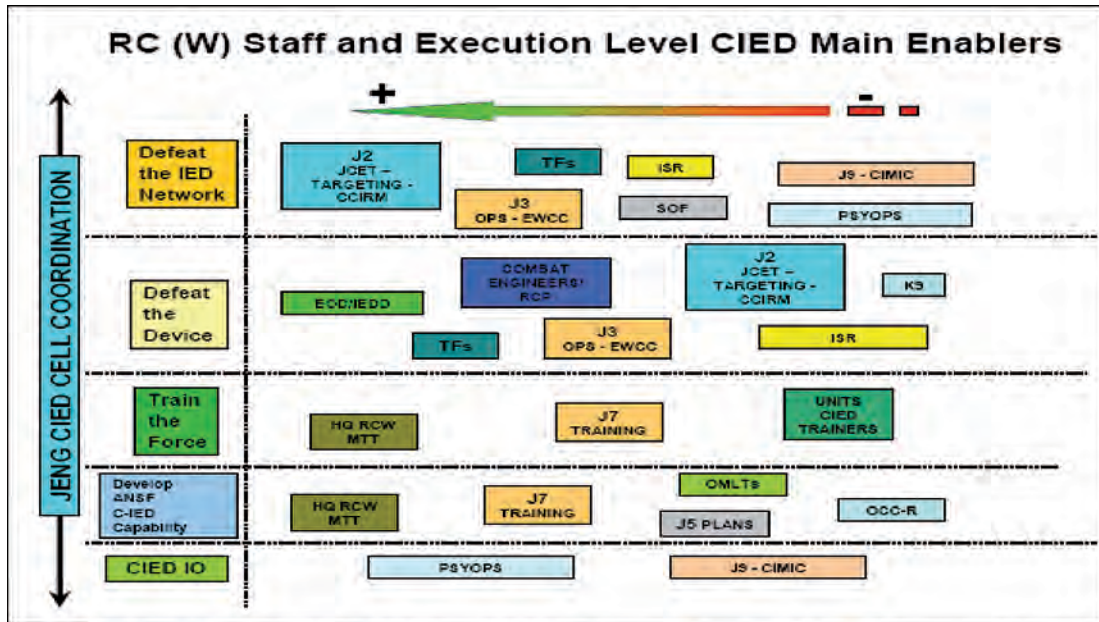 RC (W) Staff and Execution Level CIED Main Enablers
+
-
JENG CIED CELL COORDINATION
Defeat
the IED
Network
J2
JCET –
TARGETING -
CCIRM
TFs
ISR
J9 - CIMIC
J3
OPS - EWCC
SOF
PSYOPS
Defeat
the
Device
EOD/IEDD
COMBAT
ENGINEERS/
RCP
J2
JCET –
TARGETING -
CCIRM
K9
TFs
J3
OPS - EWCC
ISR
Train
the
Force
HQ RCW
MTT
J7
TRAINING
UNITS
CIED
TRAINERS
Develop
ANSF
C-IED
Capability
HQ RCW
MTT
J7
TRAINING
OMLTs
J5 PLANS
OCC-R
CIED IO
PSYOPS
J9 - CIMIC